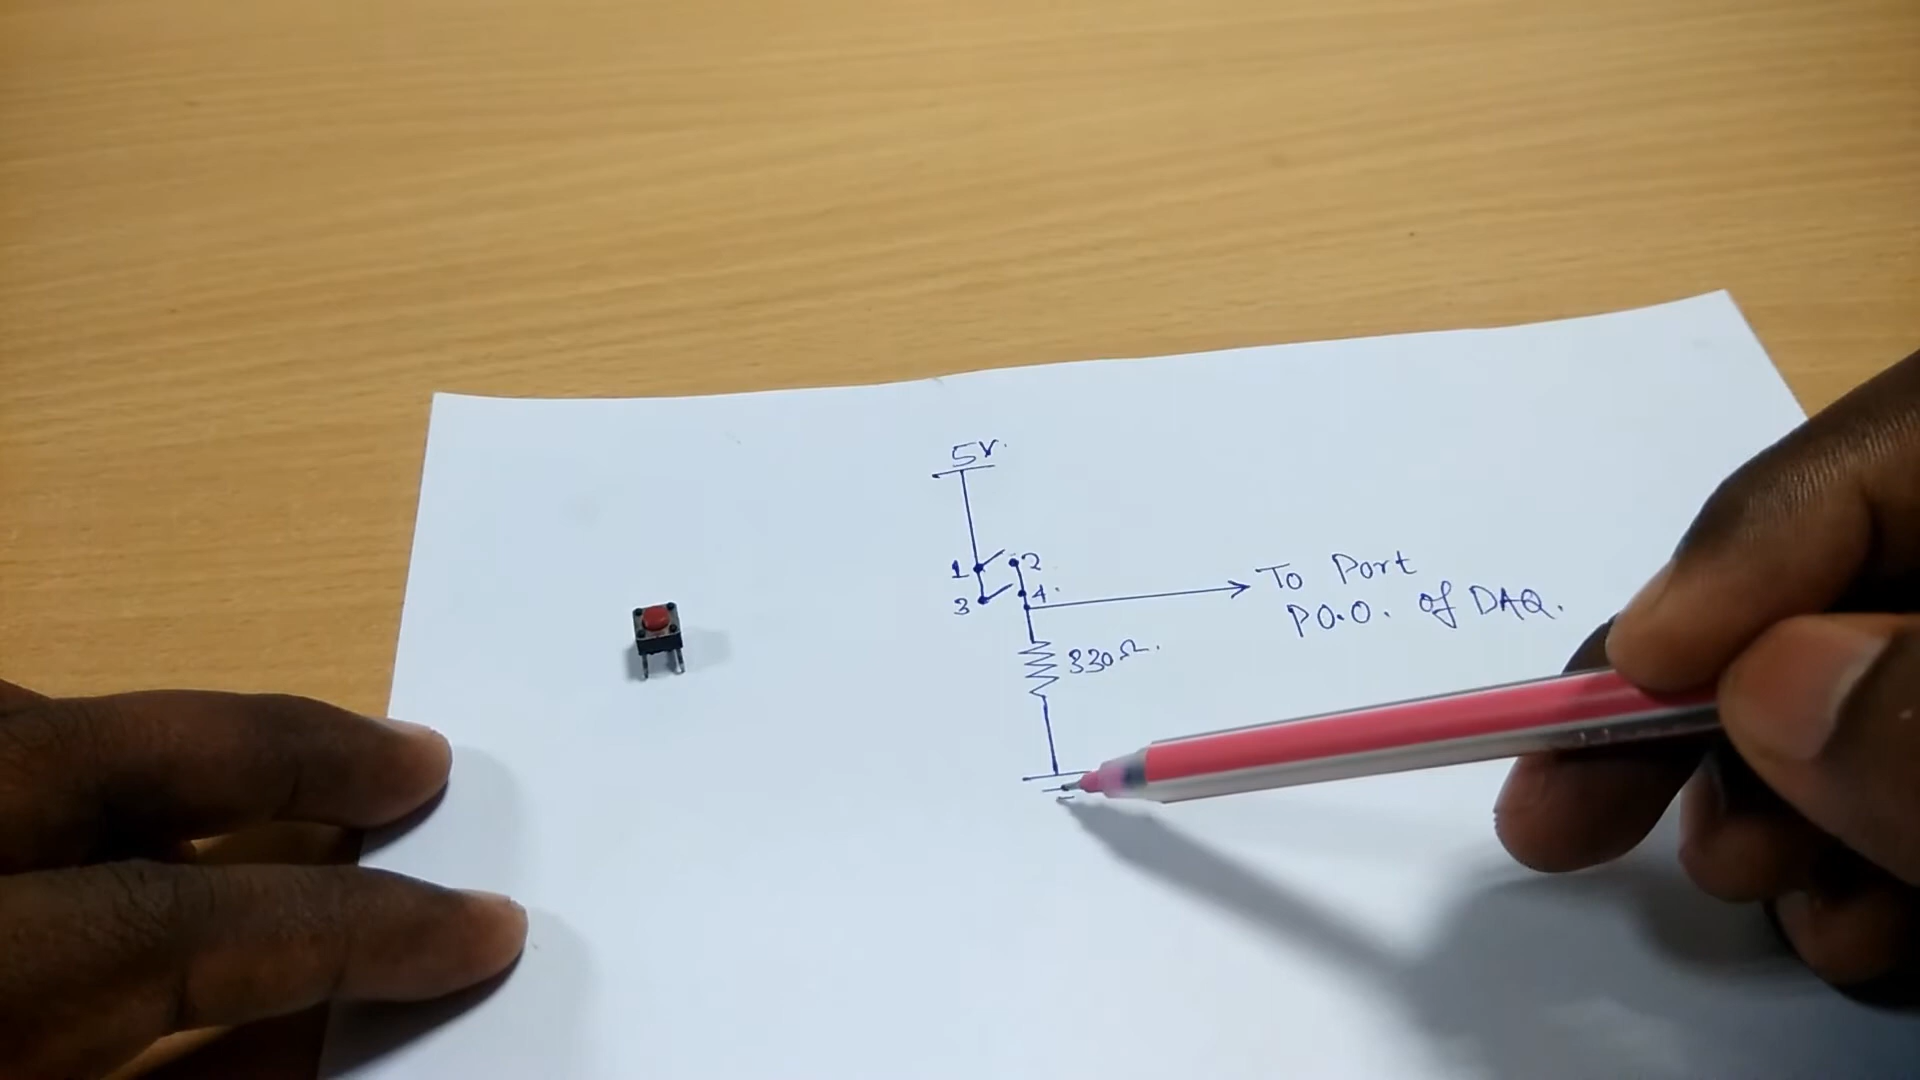 5V.
1 2
3 4.
To Port
P0.0. of DAQ.
330Ω.